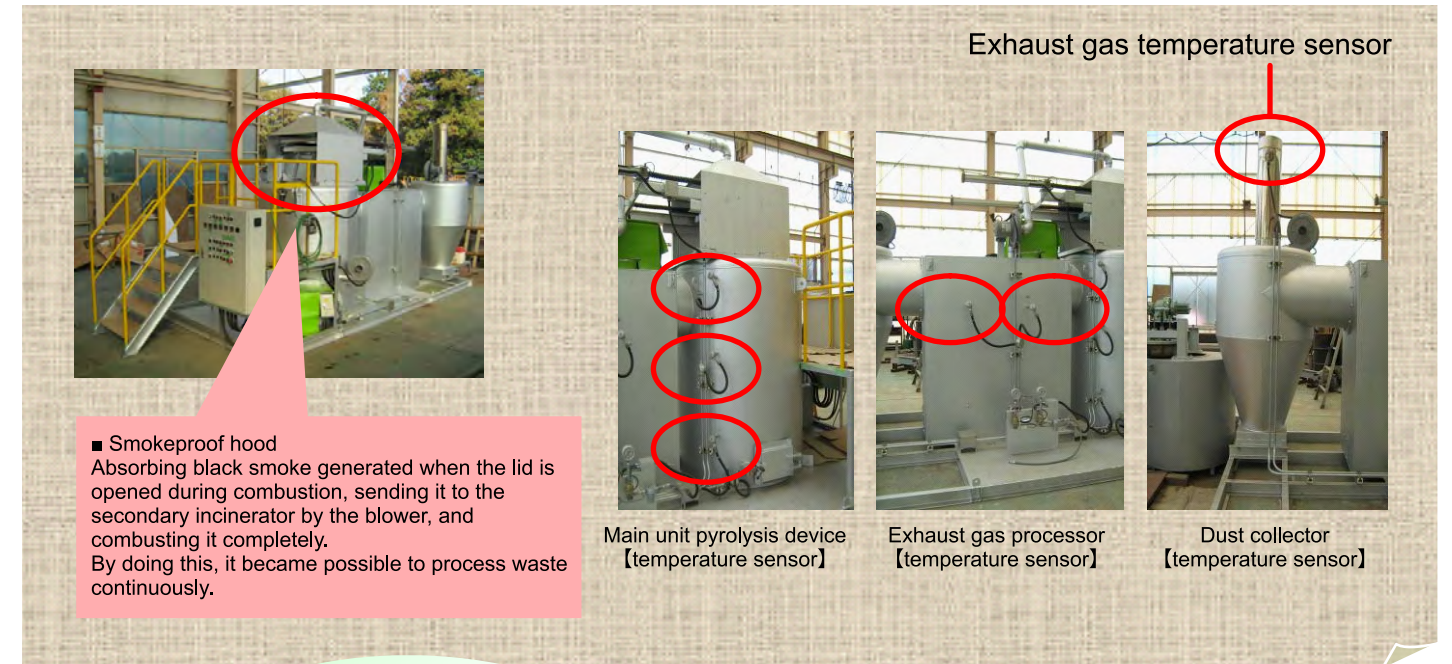 Exhaust gas temperature sensor
■ Smokeproof hood
Absorbing black smoke generated when the lid is
opened during combustion, sending it to the
secondary incinerator by the blower, and
combusting it completely.
By doing this, it became possible to process waste
continuously.
Main unit pyrolysis device
【temperature sensor】
Exhaust gas processor
【temperature sensor】
Dust collector
【temperature sensor】